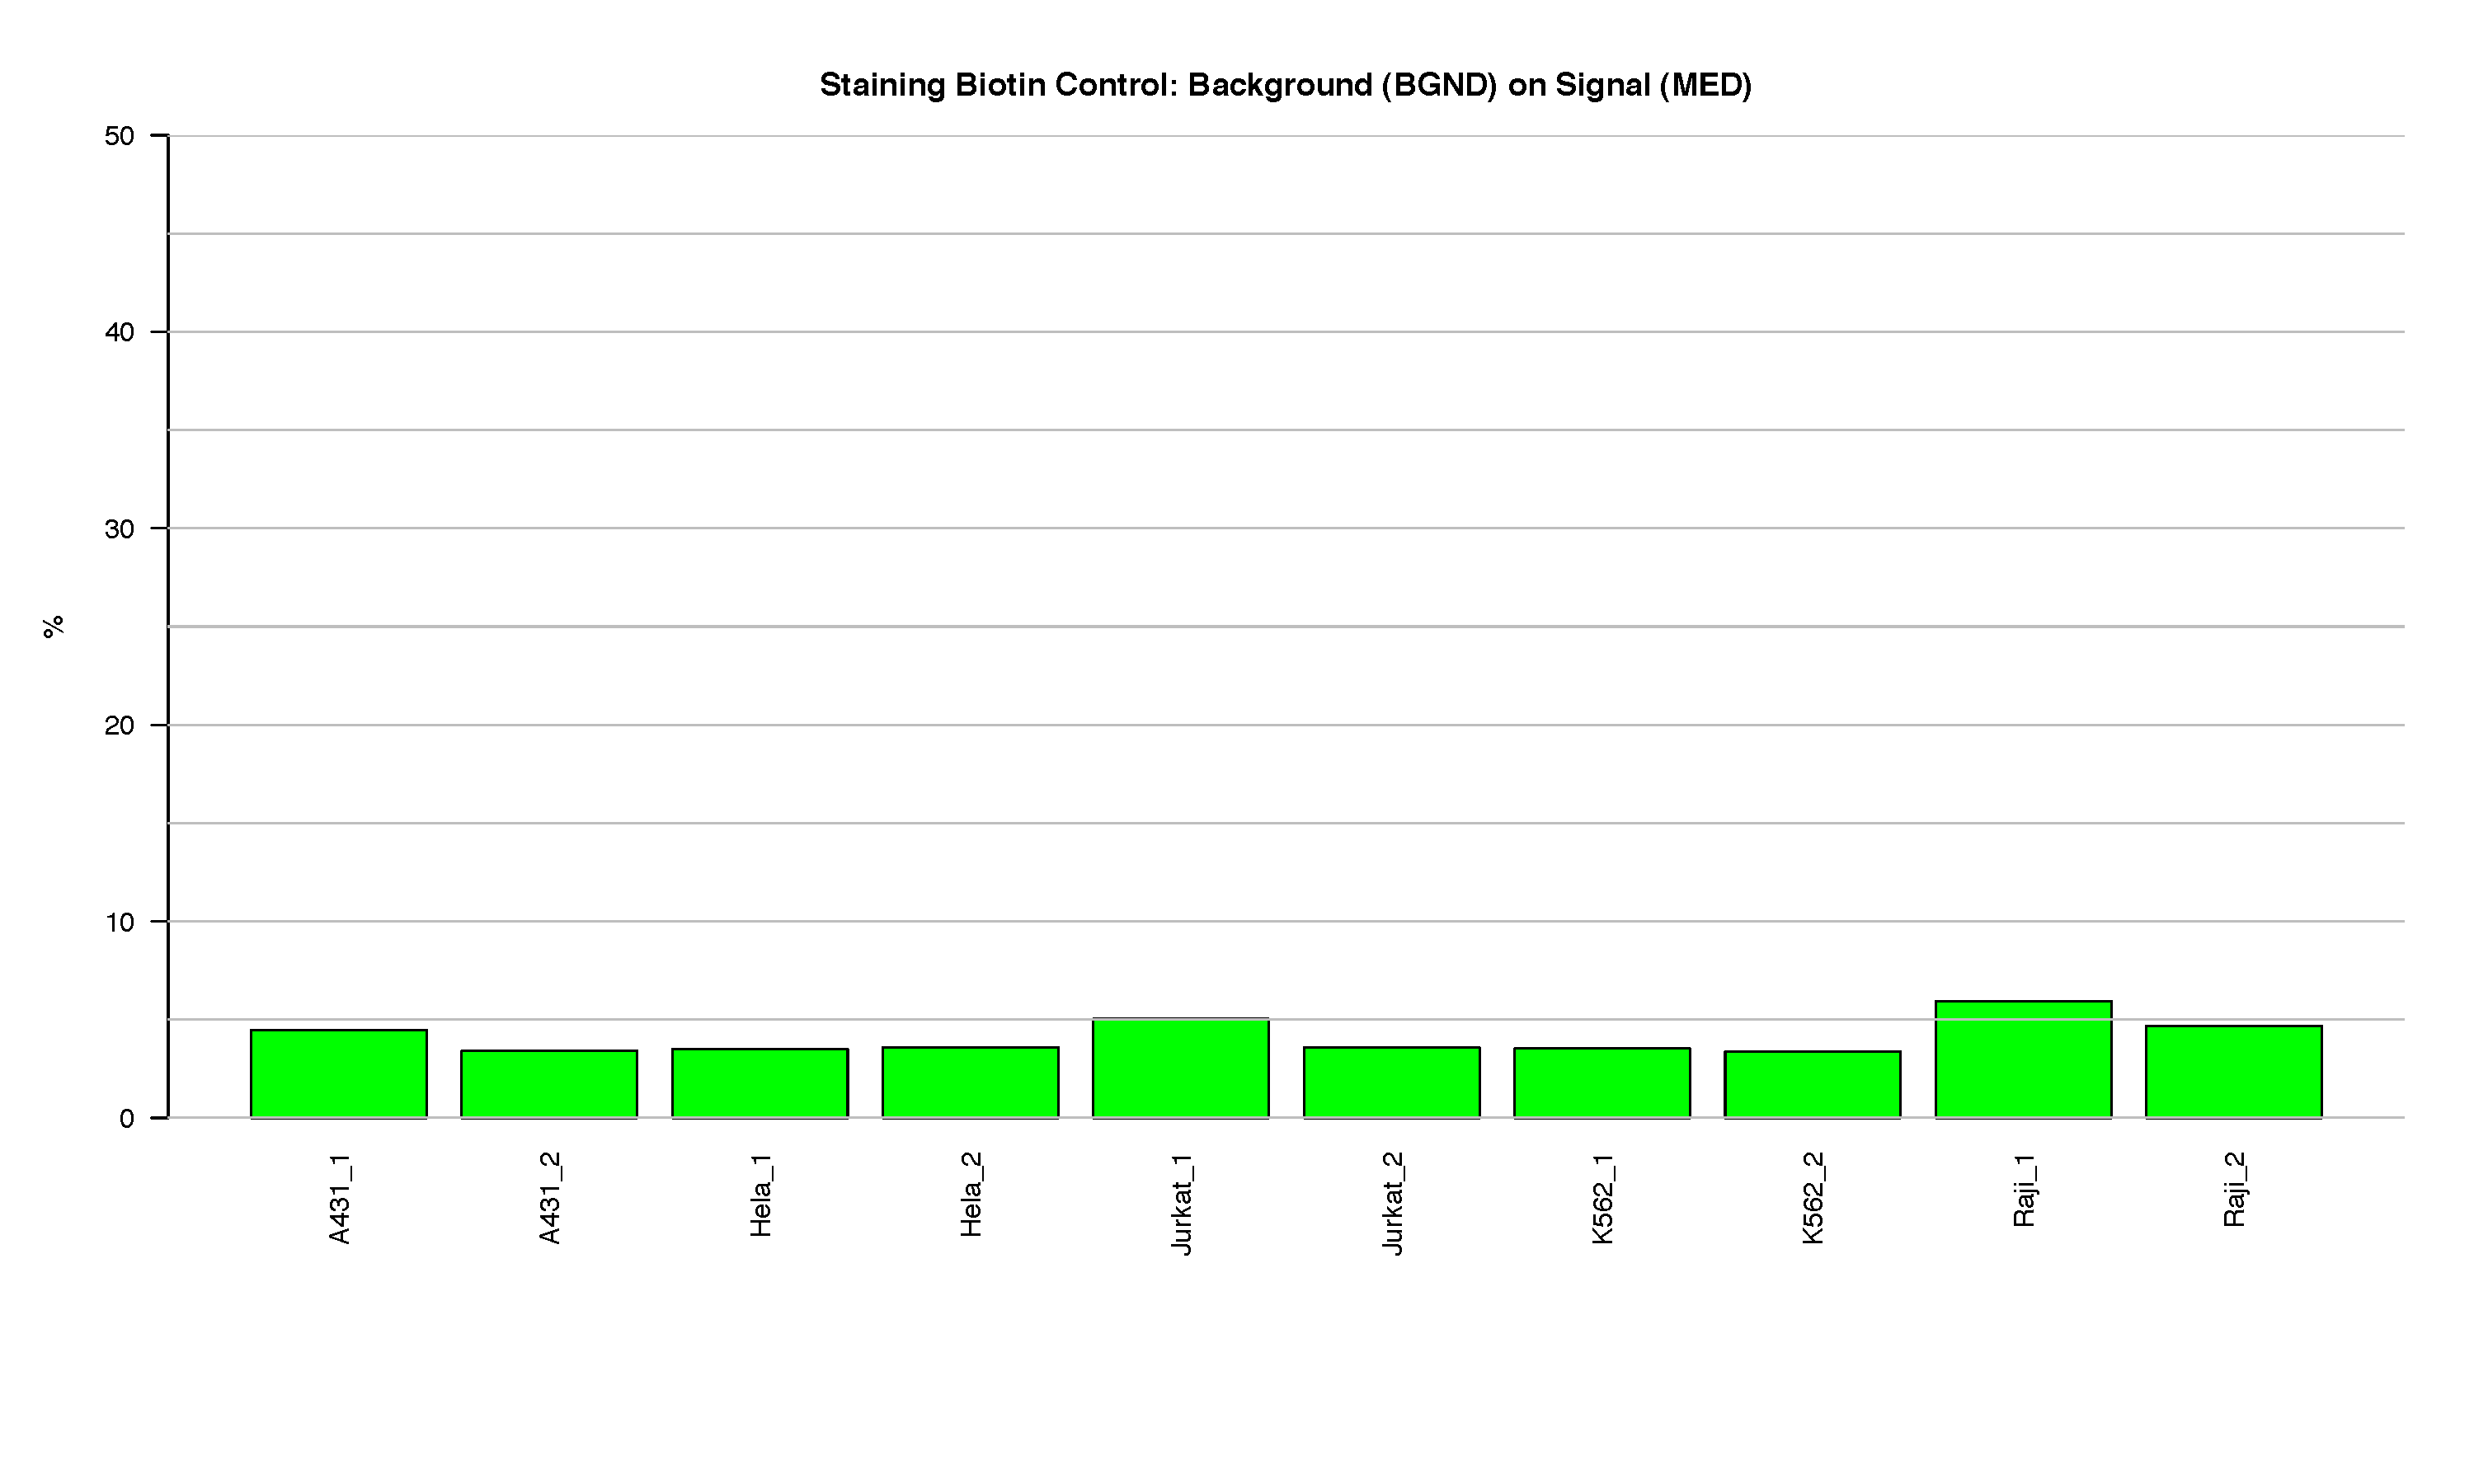 Staining Biotin Control: Background (BGND) on Signal (MED)
50
40
30
20
10
0
%
A431_1
A431_2
Hela_1
Hela_2
Jurkat_1
Jurkat_2
K562_1
K562_2
Raji_1
Raji_2